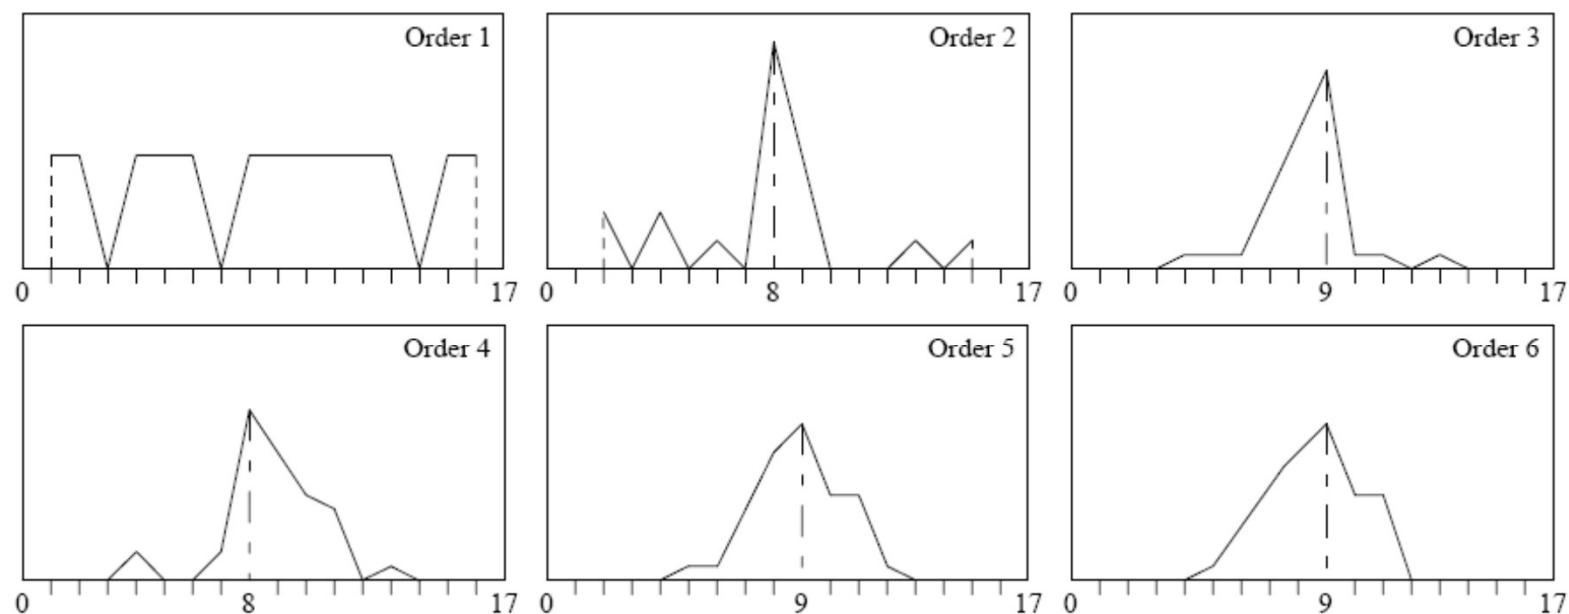 Order 1
0 17
Order 2
0 8 17
Order 3
0 9 17
Order 4
0 8 17
Order 5
0 9 17
Order 6
0 9 17